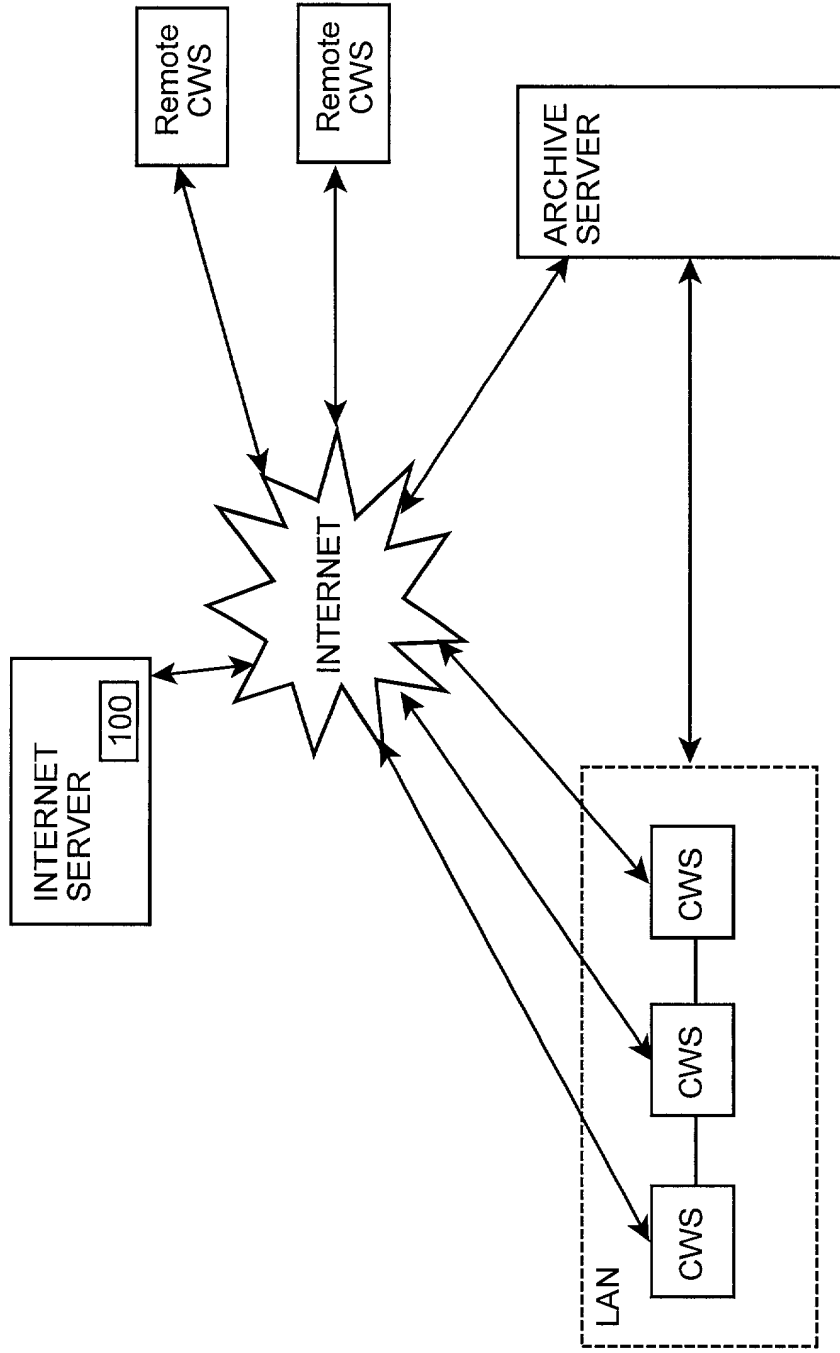 INTERNET
SERVER
100
INTERNET
Remote
CWS
Remote
CWS
ARCHIVE
SERVER
LAN
CWS
CWS
CWS